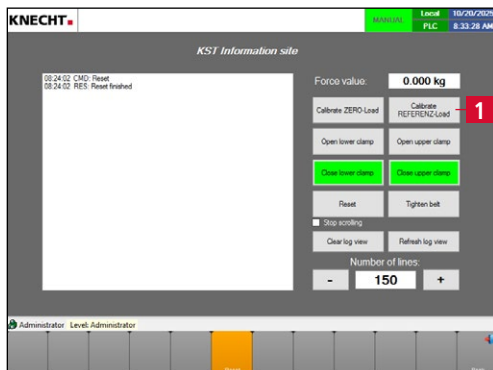 KNECHT
MANUAL
Local
PLC
10/20/2025
8:33:28 AM
KST Information site
08:24:02 CMD: Reset
08:24:02 RES: Reset finished
Force value:
0.000 kg
Calibrate ZERO-Load
Calibrate
REFERENZ-Load
1
Open lower clamp
Open upper clamp
Close lower clamp
Close upper clamp
Reset
Tighten belt
Stop scrolling
Clear log view
Refresh log view
Number of lines:
-
150
+
Administrator Level: Administrator
Reset